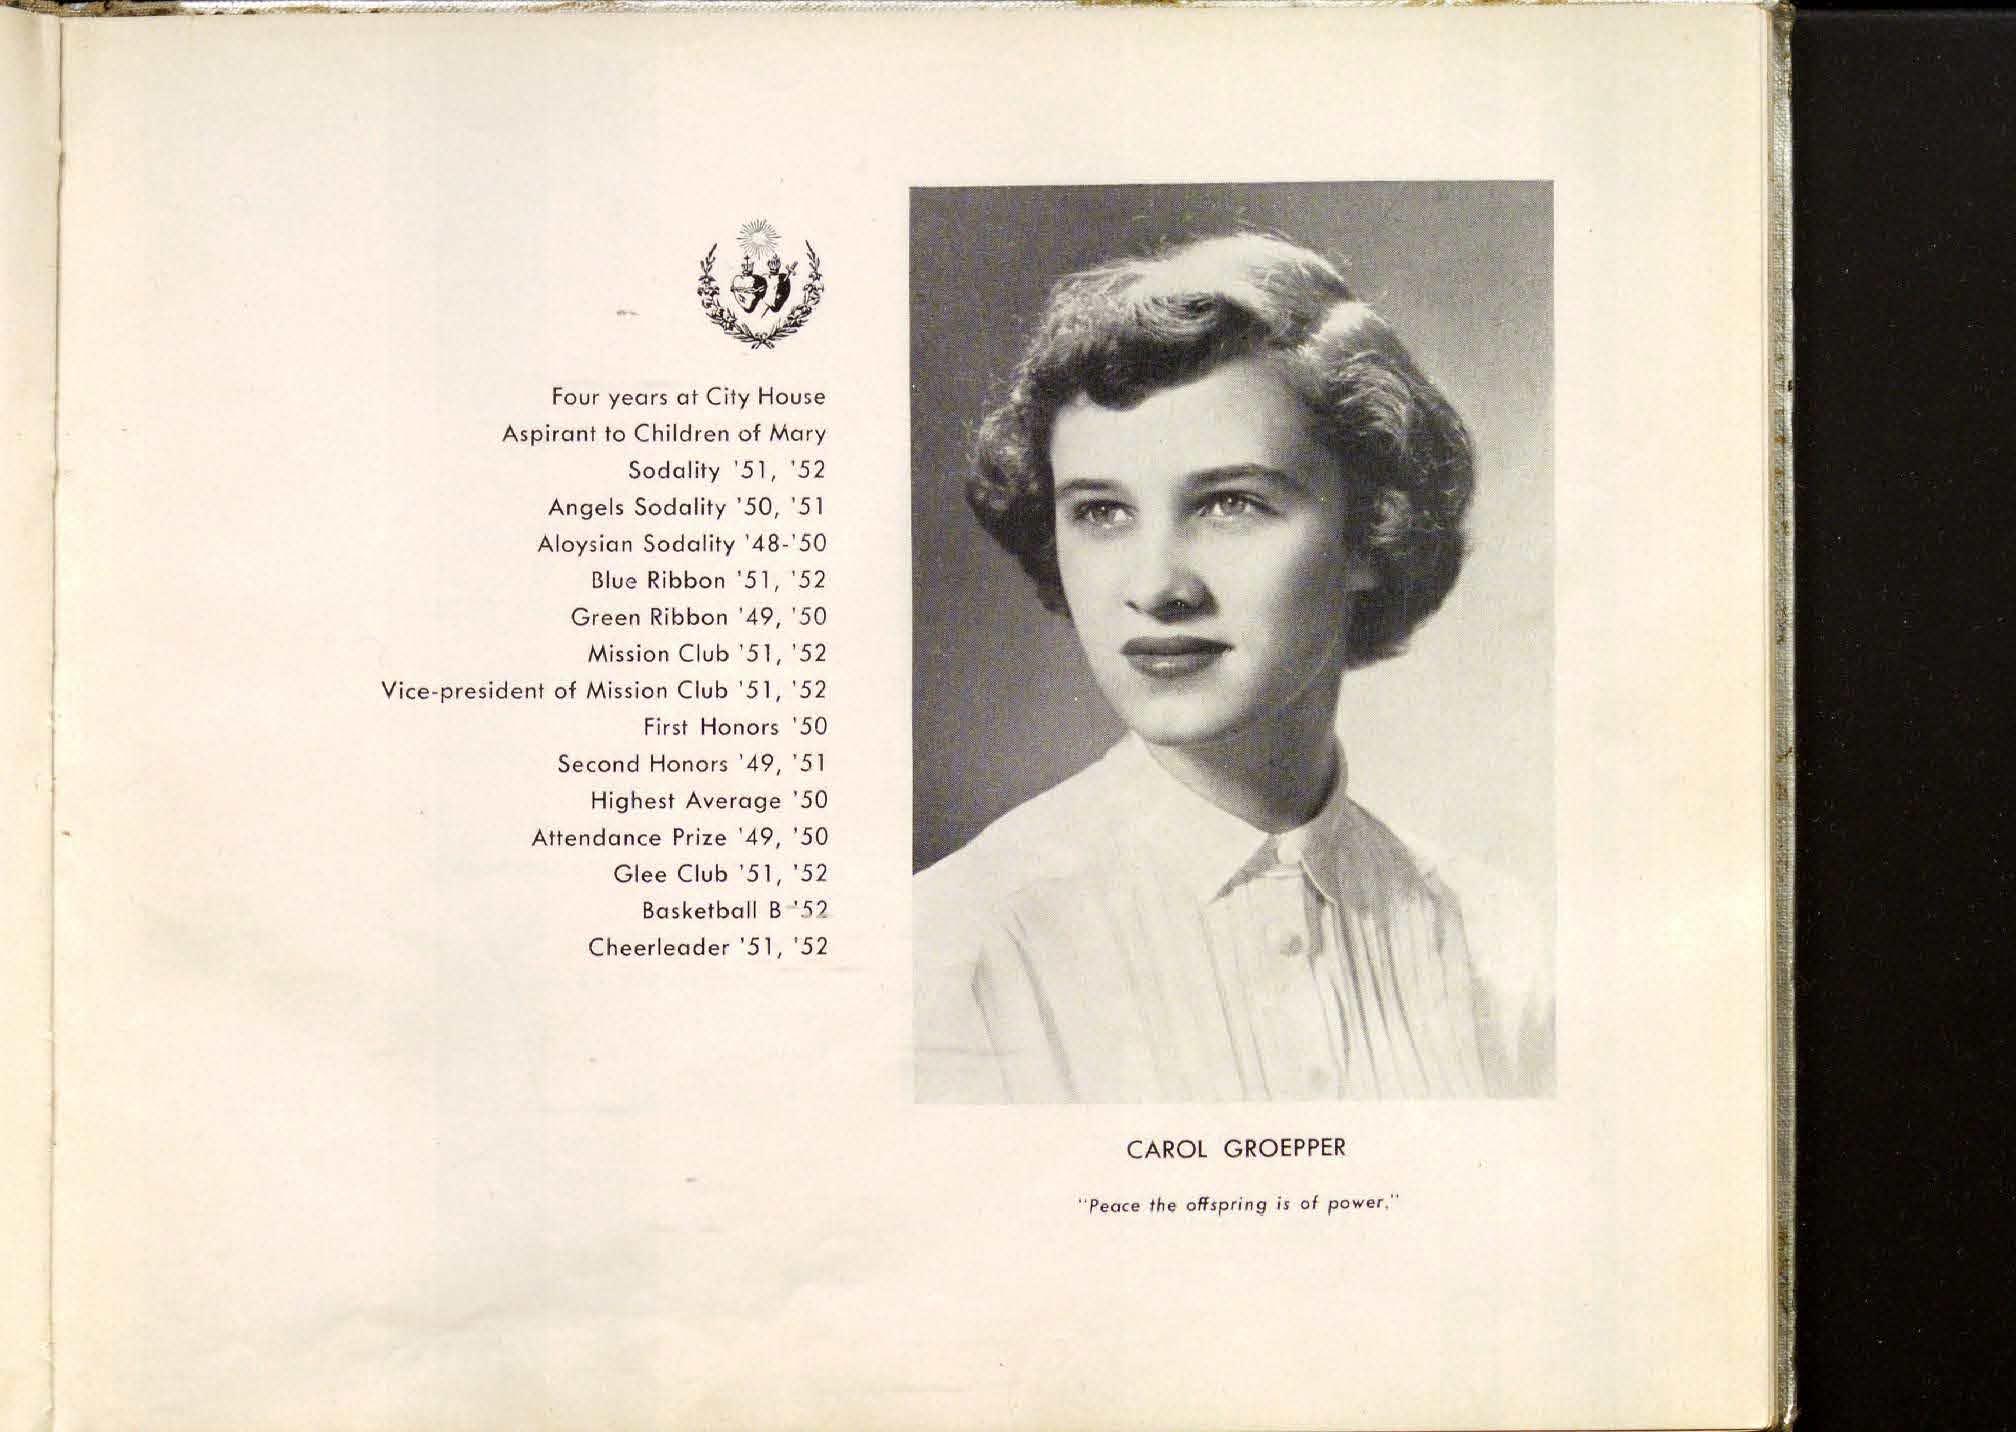 Four years at City House
Aspirant to Children of Mary
Sodality '51, '52
Angels Sodality '50, '51
Aloysian Sodality '48-'50
Blue Ribbon '51, '52
Green Ribbon '49, '50
Mission Club '51, '52
Vice-president of Mission Club '51, '52
First Honors '50
Second Honors '49, '51
Highest Average '50
Attendance Prize '49, '50
Glee Club '51, '52
Basketball B '52
Cheerleader '51, '52
CAROL GROEPPER
"Peace the offspring is of power."